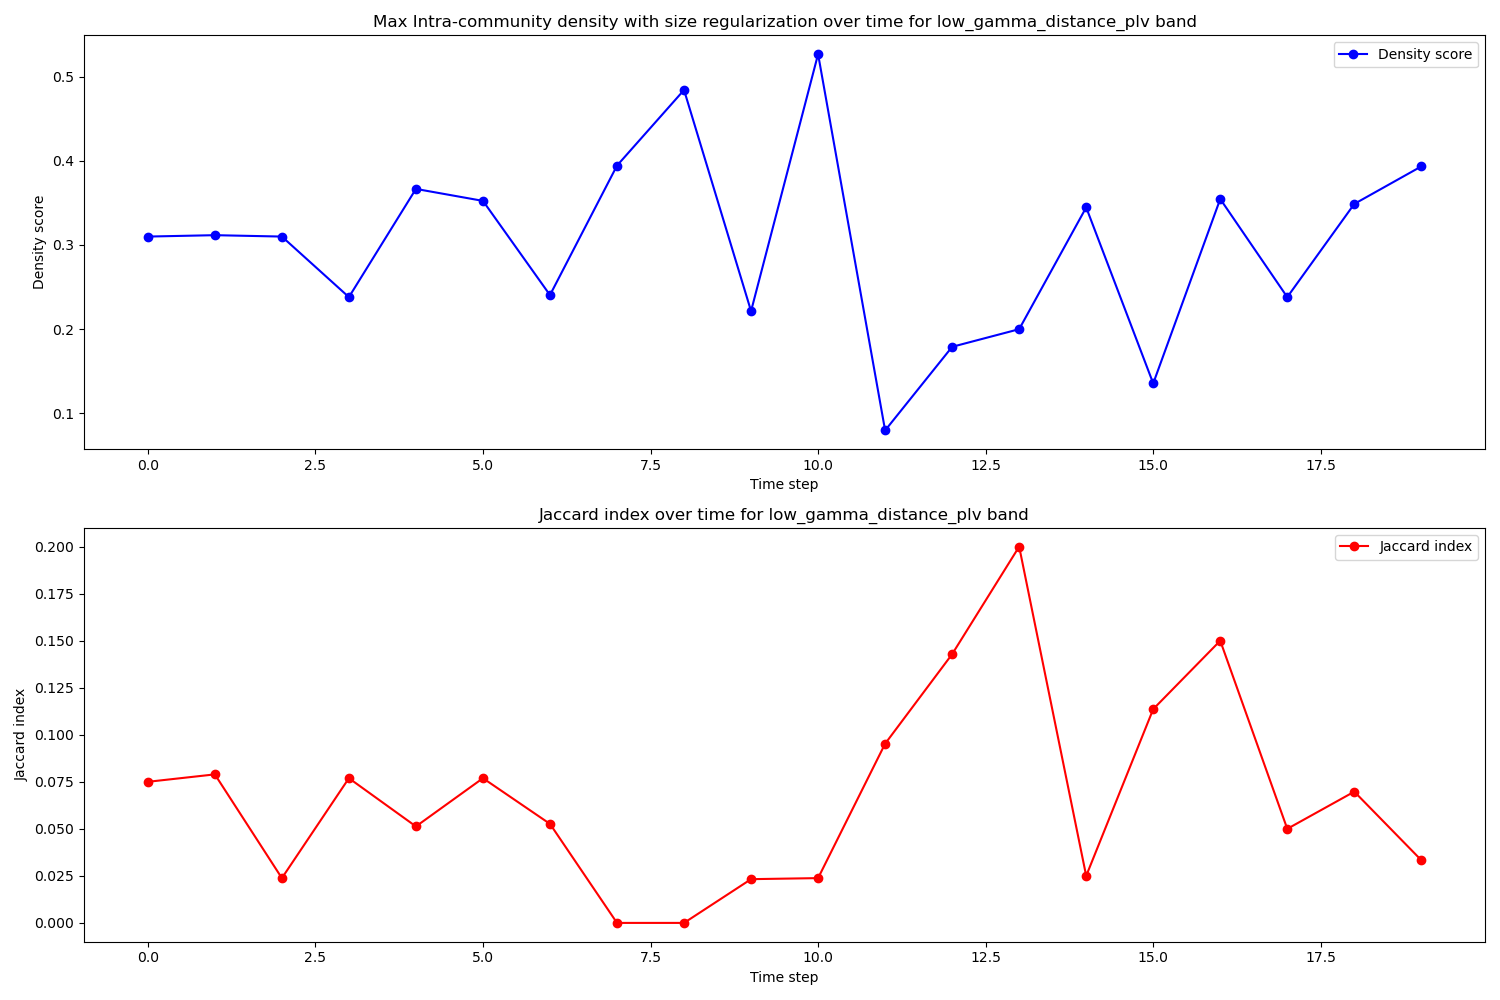 Max Intra-community density with size regularization over time for low_gamma_distance_plv band
Density score
0.5
0.4
0.3
0.2
0.1
Density score
0.0 2.5 5.0 7.5 10.0 12.5 15.0 17.5
Time step
Jaccard index over time for low_gamma_distance_plv band
Jaccard index
0.200
0.175
0.150
0.125
0.100
0.075
0.050
0.025
0.000
Jaccard index
0.0 2.5 5.0 7.5 10.0 12.5 15.0 17.5
Time step